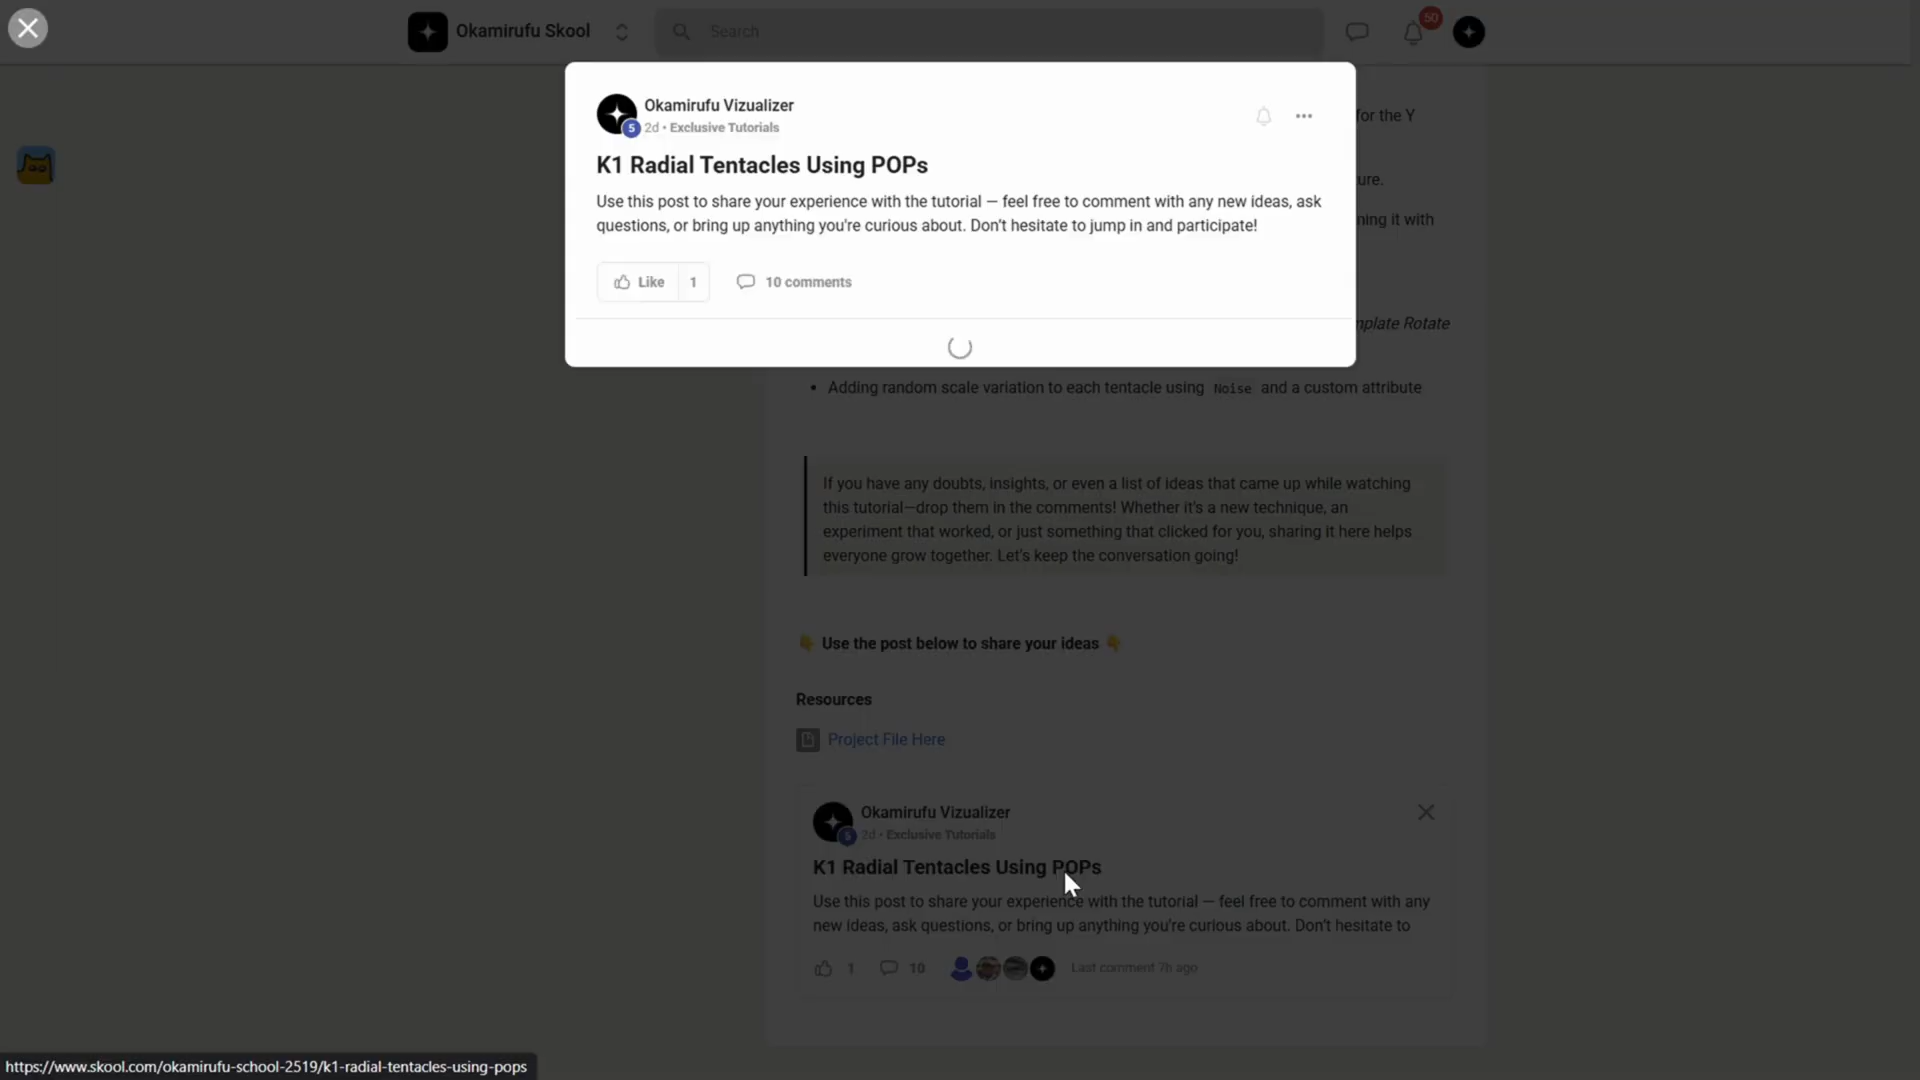 Okamirufu Skool
Search
50
Okamirufu Vizualizer
5
2d • Exclusive Tutorials
K1 Radial Tentacles Using POPs
Use this post to share your experience with the tutorial — feel free to comment with any new ideas, ask
questions, or bring up anything you're curious about. Don't hesitate to jump in and participate!
Like 1
10 comments
for the Y
ure.
ning it with
nplate Rotate
• Adding random scale variation to each tentacle using Noise and a custom attribute
If you have any doubts, insights, or even a list of ideas that came up while watching
this tutorial—drop them in the comments! Whether it's a new technique, an
experiment that worked, or just something that clicked for you, sharing it here helps
everyone grow together. Let's keep the conversation going!
👇 Use the post below to share your ideas 👇
Resources
Project File Here
Okamirufu Vizualizer
5
2d • Exclusive Tutorials
K1 Radial Tentacles Using POPs
Use this post to share your experience with the tutorial — feel free to comment with any
new ideas, ask questions, or bring up anything you're curious about. Don't hesitate to
1 10 Last comment 7h ago
https://www.skool.com/okamirufu-school-2519/k1-radial-tentacles-using-pops